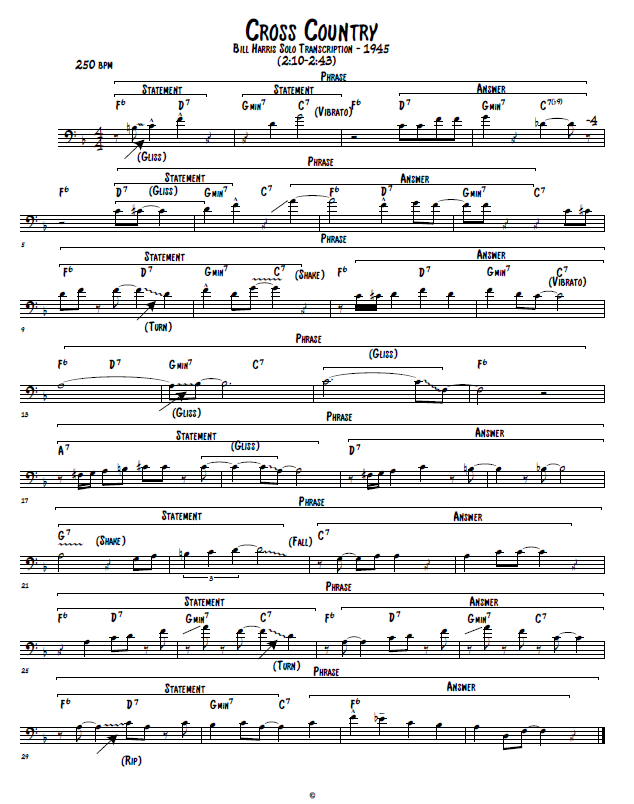 Cross Country
Bill Harris Solo Transcription - 1945
(2:10-2:43)
250 bpm
Phrase
Statement Answer
F6 D7 Gmin7 C7 (Vibrato) F6 D7 Gmin7 C7(♭9)
4 4 -4
(Gliss)
Phrase
Statement Answer
F6 D7 (Gliss) Gmin7 C7 F6 D7 Gmin7 C7
5
Phrase
Statement Answer
F6 D7 Gmin7 C7 (Shake) F6 D7 Gmin7 C7
(Vibrato)
9
(Turn)
Phrase
(Gliss)
F6 D7 Gmin7 C7 F6
13
(Gliss)
Phrase
Statement Answer
A7 (Gliss) D7
17
Phrase
Statement Answer
G7 (Shake) (Fall) C7
3
21
Phrase
Statement Answer
F6 D7 Gmin7 C7 F6 D7 Gmin7 C7
25
(Turn)
Phrase
Statement Answer
F6 D7 Gmin7 C7 F6
29
(Rip)
©